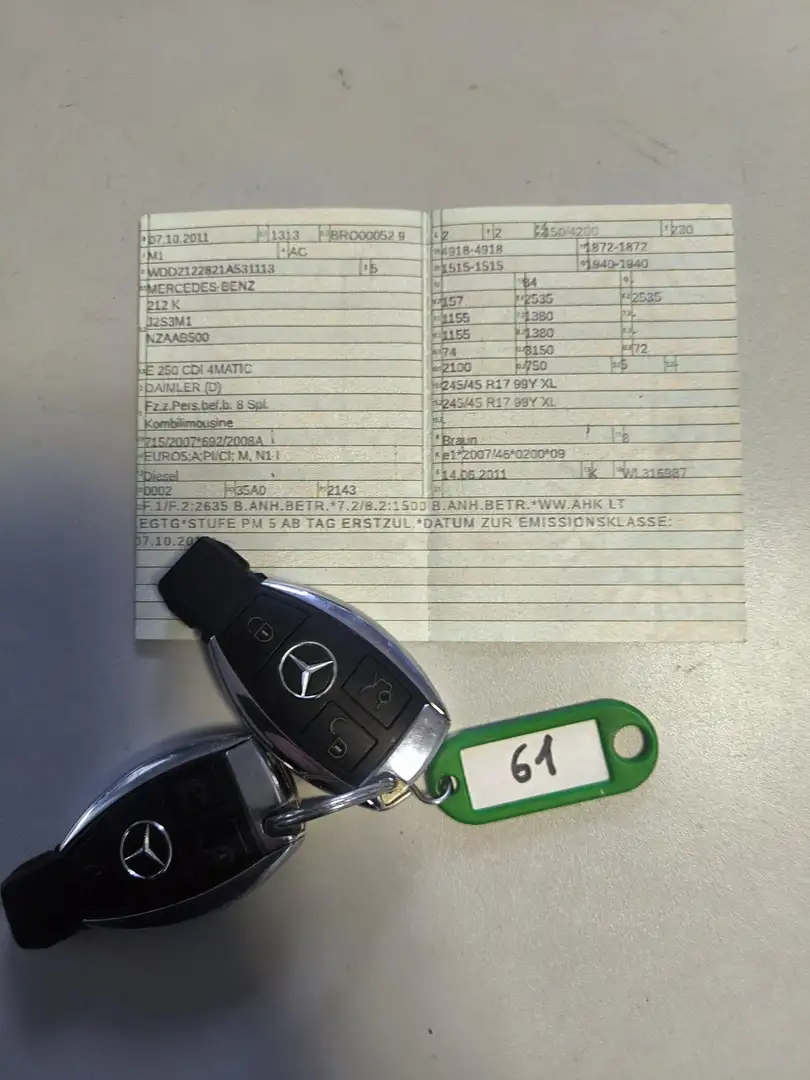 07.10.2011 1313 BRO00052 9
M1 AC
WDD2122821A531113 5
MERCEDES-BENZ
212 K
J2S3M1
NZAAB500
E 250 CDI 4MATIC
DAIMLER (D)
Fz.z.Pers.bef.b. 8 Spl.
Kombilimousine
715/2007*692/2008A
EURO5;A;PI/CI; M, N1-I
Diesel
0002 35A0 2143
2 2 150/4200 230
4918-4918 1872-1872
1515-1515 1940-1940
84
157 2535 2535
1155 1380 -
1155 1380 -
74 3150 72
2100 750 5 -
245/45 R17 99Y XL
245/45 R17 99Y XL
-
Braun 8
e1*2007/46*0200*09
14.06.2011 K
F.1/F.2:2635 B.ANH.BETR.*7.2/8.2:1500 B.ANH.BETR.*WW.AHK LT
EGTG*STUFE PM 5 AB TAG ERSTZUL.*DATUM ZUR EMISSIONSKLASSE:
07.10.20
61